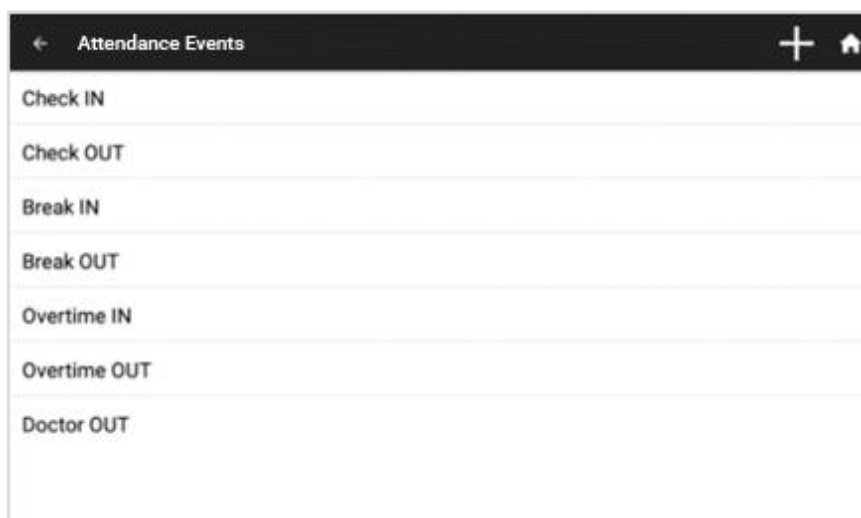 Attendance Events
Check IN
Check OUT
Break IN
Break OUT
Overtime IN
Overtime OUT
Doctor OUT